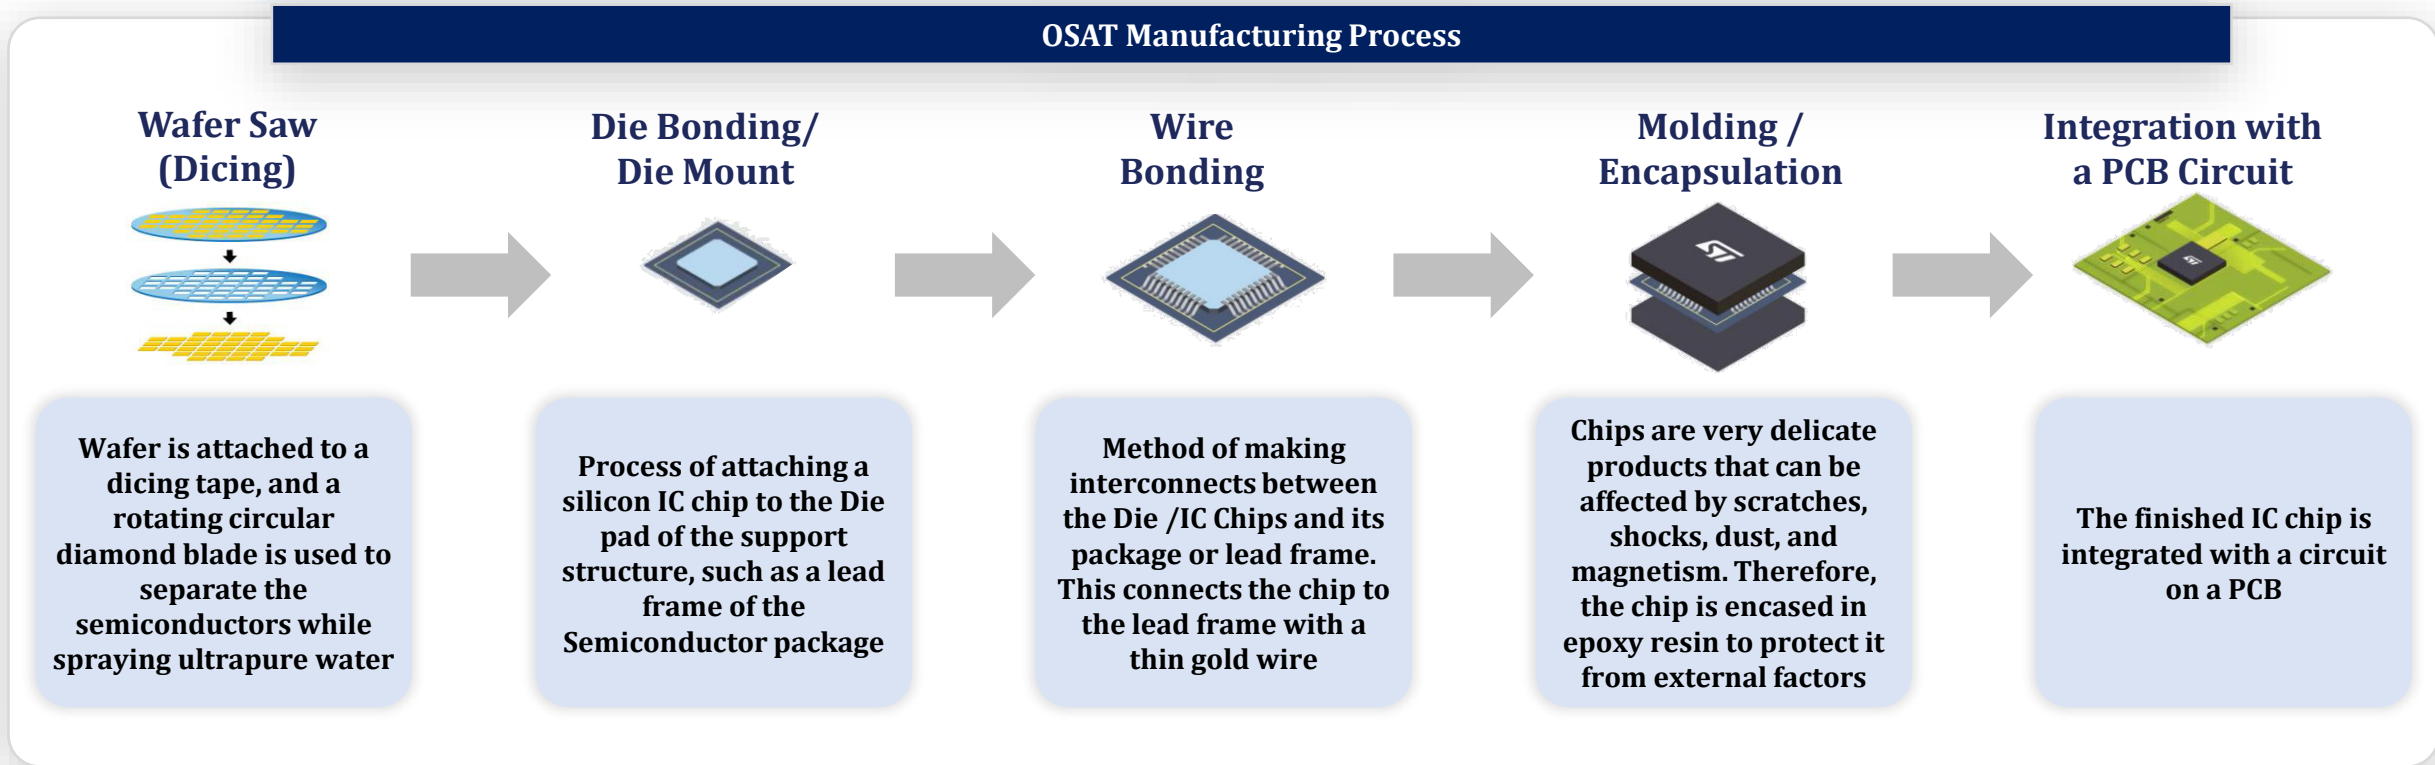 OSAT Manufacturing Process
Wafer Saw
(Dicing)
Die Bonding/
Die Mount
Wire
Bonding
Molding /
Encapsulation
Integration with
a PCB Circuit
ST
ST
Wafer is attached to a
dicing tape, and a
rotating circular
diamond blade is used to
separate the
semiconductors while
spraying ultrapure water
Process of attaching a
silicon IC chip to the Die
pad of the support
structure, such as a lead
frame of the
Semiconductor package
Method of making
interconnects between
the Die /IC Chips and its
package or lead frame.
This connects the chip to
the lead frame with a
thin gold wire
Chips are very delicate
products that can be
affected by scratches,
shocks, dust, and
magnetism. Therefore,
the chip is encased in
epoxy resin to protect it
from external factors
The finished IC chip is
integrated with a circuit
on a PCB